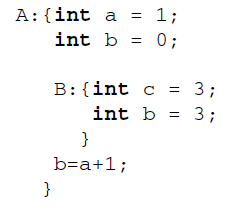 A:{int a = 1;
int b = 0;
B:{int c = 3;
int b = 3;
}
b=a+1;
}